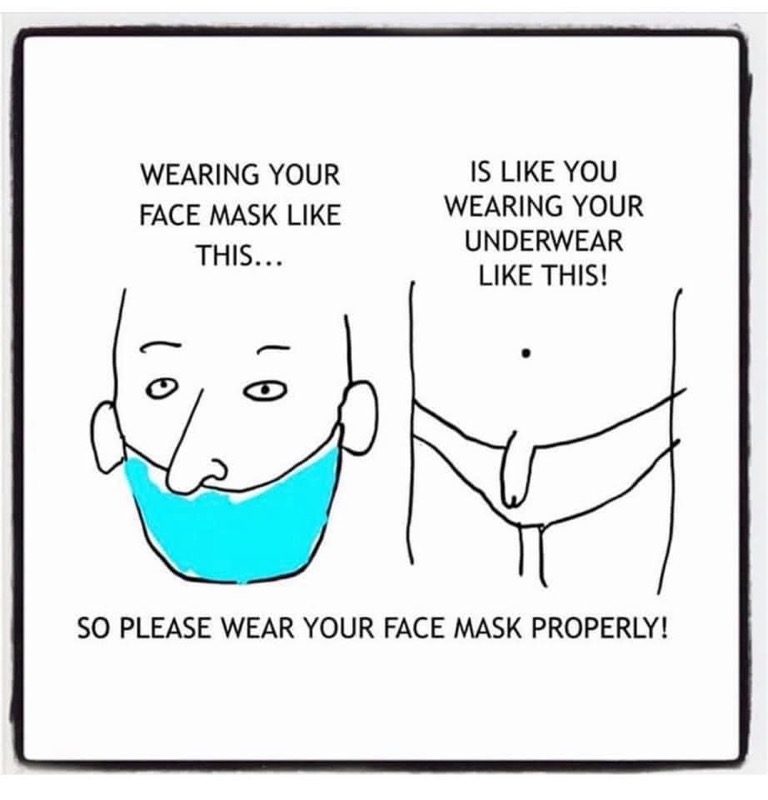 WEARING YOUR
FACE MASK LIKE
THIS...
IS LIKE YOU
WEARING YOUR
UNDERWEAR
LIKE THIS!
SO PLEASE WEAR YOUR FACE MASK PROPERLY!